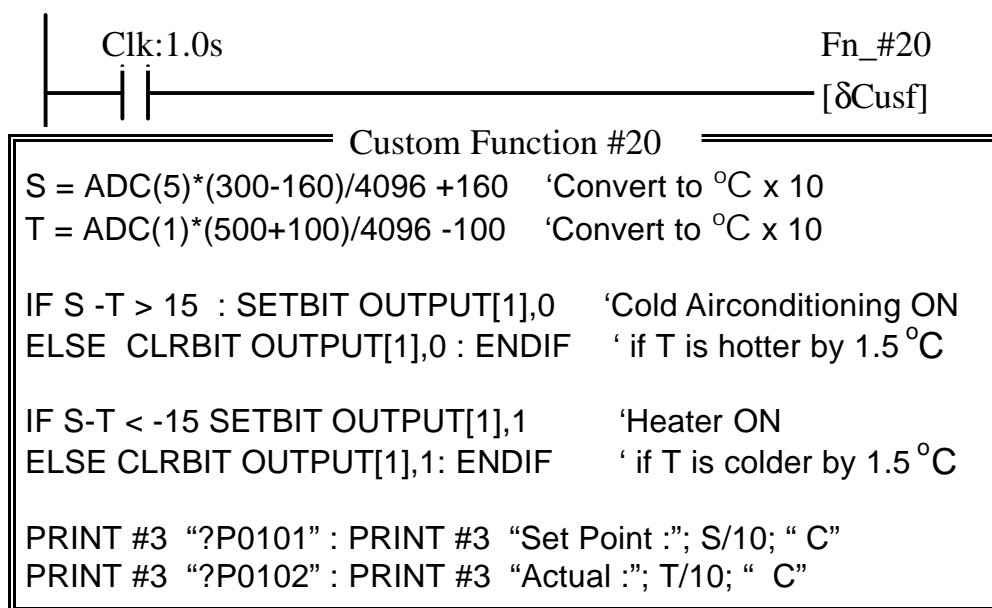 Clk:1.0s Fn_#20
[δCusf]
Custom Function #20
S = ADC(5)*(300-160)/4096 +160 ‘Convert to °C x 10
T = ADC(1)*(500+100)/4096 -100 ‘Convert to °C x 10
IF S -T > 15 : SETBIT OUTPUT[1],0 ‘Cold Airconditioning ON
ELSE CLRBIT OUTPUT[1],0 : ENDIF ‘ if T is hotter by 1.5 °C
IF S-T < -15 SETBIT OUTPUT[1],1 ‘Heater ON
ELSE CLRBIT OUTPUT[1],1: ENDIF ‘ if T is colder by 1.5 °C
PRINT #3 “?P0101” : PRINT #3 “Set Point :”; S/10; “ C”
PRINT #3 “?P0102” : PRINT #3 “Actual :”; T/10; “ C”